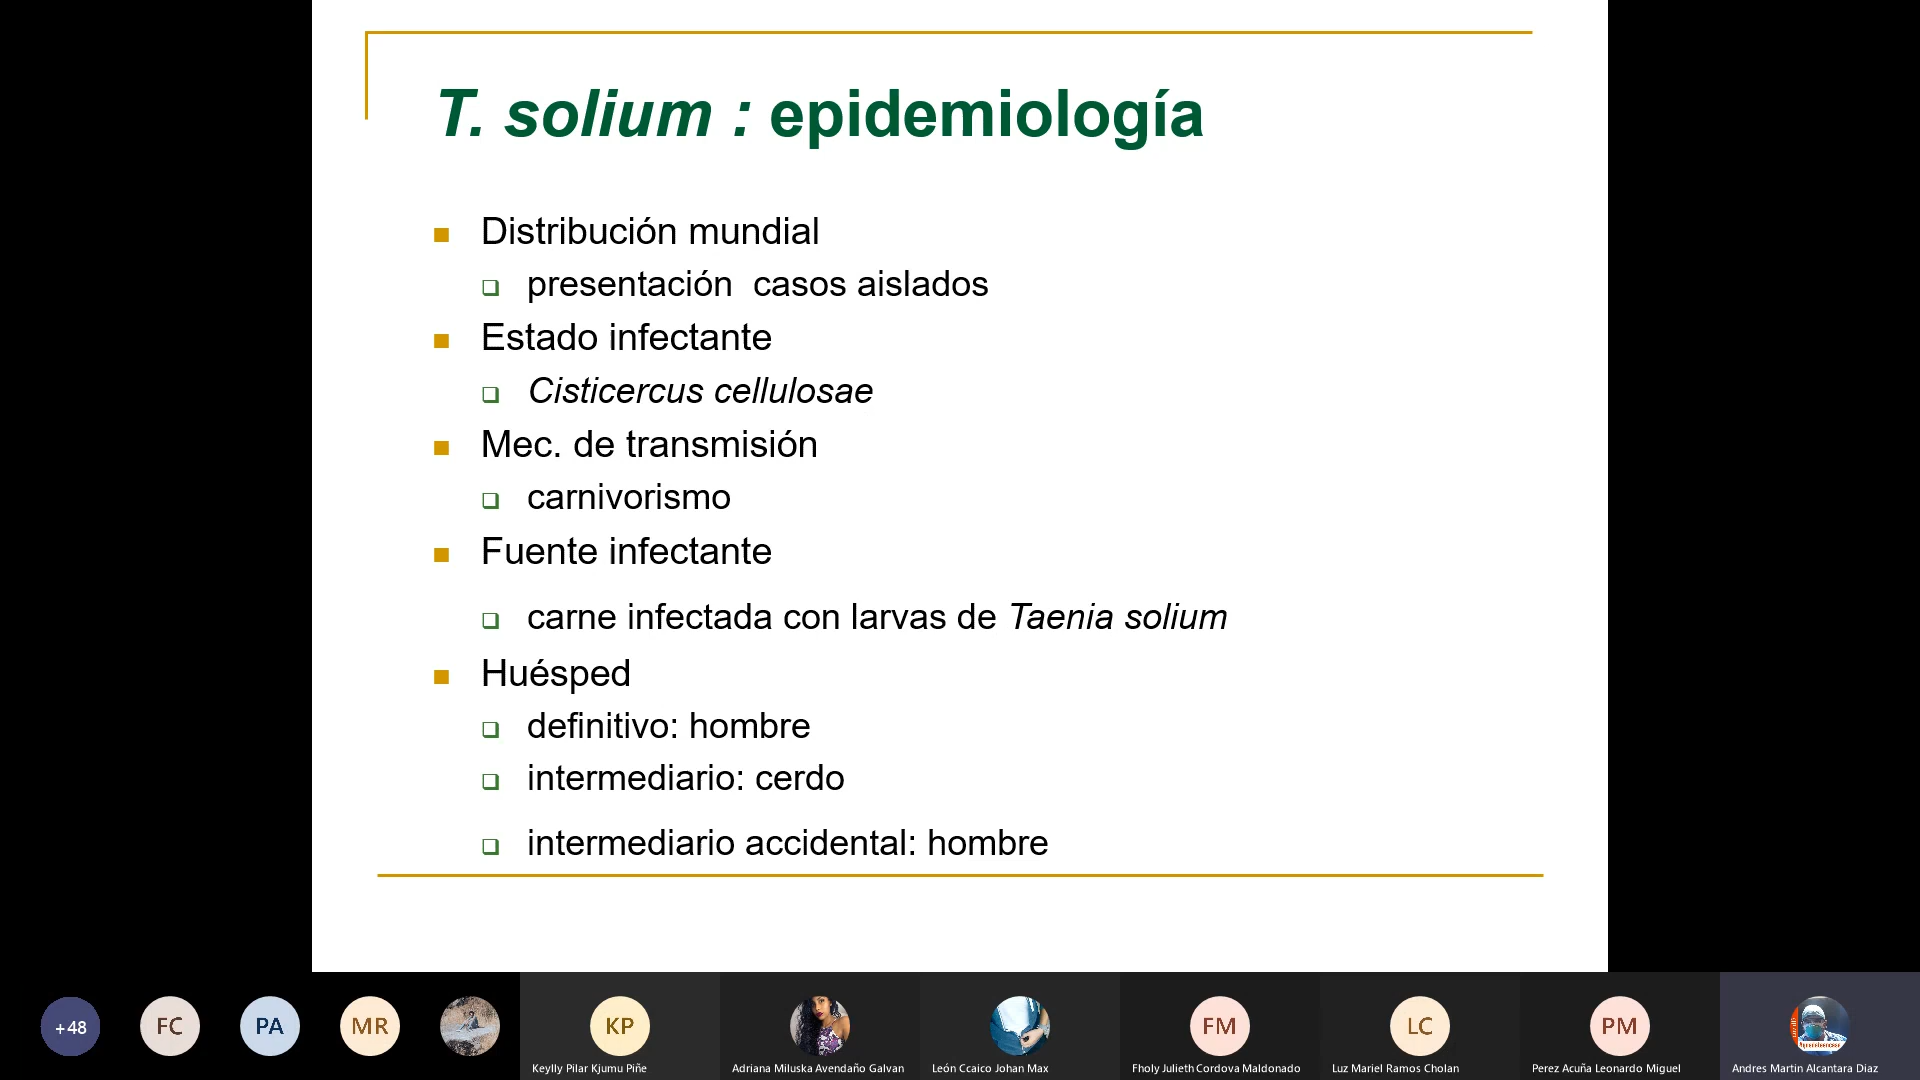 T. solium : epidemiología
Distribución mundial
presentación casos aislados
Estado infectante
Cisticercus cellulosae
Mec. de transmisión
carnivorismo
Fuente infectante
carne infectada con larvas de Taenia solium
Huésped
definitivo: hombre
intermediario: cerdo
intermediario accidental: hombre
+48
FC
PA
MR
KP
FM
LC
PM
Keylly Pilar Kjumu Piñe
Adriana Miluska Avendaño Galvan
León Ccaico Johan Max
Fholy Julieth Cordova Maldonado
Luz Mariel Ramos Cholan
Perez Acuña Leonardo Miguel
Andres Martin Alcantara Diaz